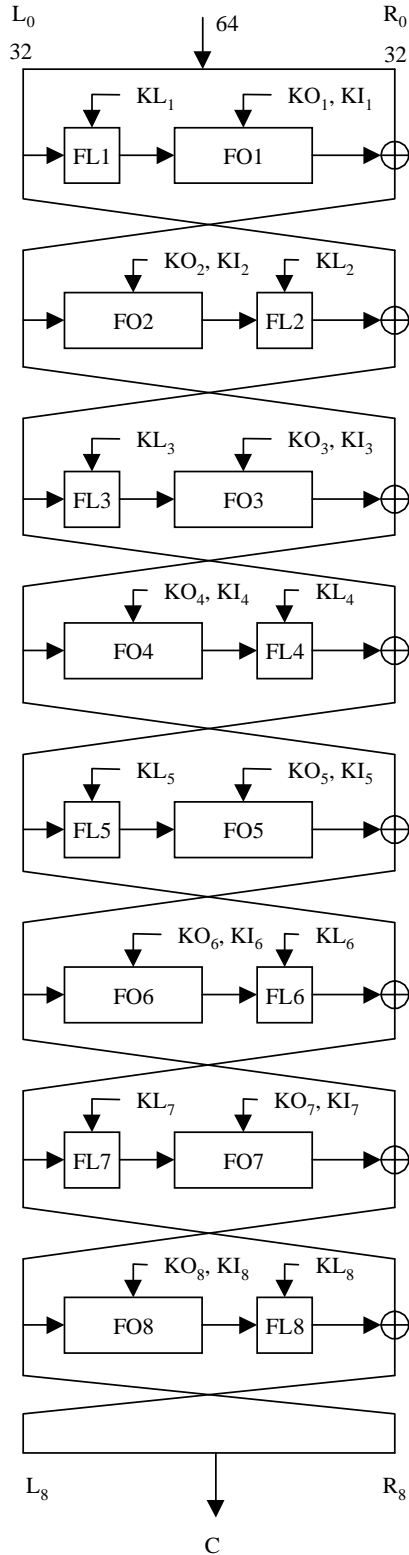 L₀ R₀
64
32 32
KL₁ KO₁, KI₁
FL1 FO1
KO₂, KI₂ KL₂
FO2 FL2
KL₃ KO₃, KI₃
FL3 FO3
KO₄, KI₄ KL₄
FO4 FL4
KL₅ KO₅, KI₅
FL5 FO5
KO₆, KI₆ KL₆
FO6 FL6
KL₇ KO₇, KI₇
FL7 FO7
KO₈, KI₈ KL₈
FO8 FL8
L₈ R₈
C